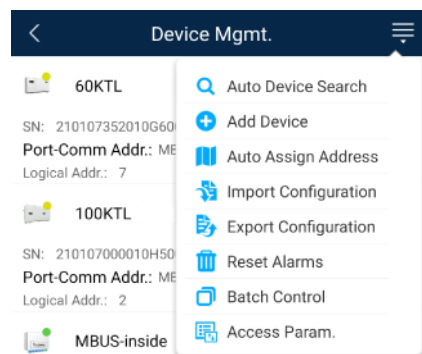 Device Mgmt.
60KTL
SN: 210107352010G60
Port-Comm Addr.: ME
Logical Addr.: 7
100KTL
SN: 210107000010H50
Port-Comm Addr.: ME
Logical Addr.: 2
MBUS-inside
Auto Device Search
Add Device
Auto Assign Address
Import Configuration
Export Configuration
Reset Alarms
Batch Control
Access Param.